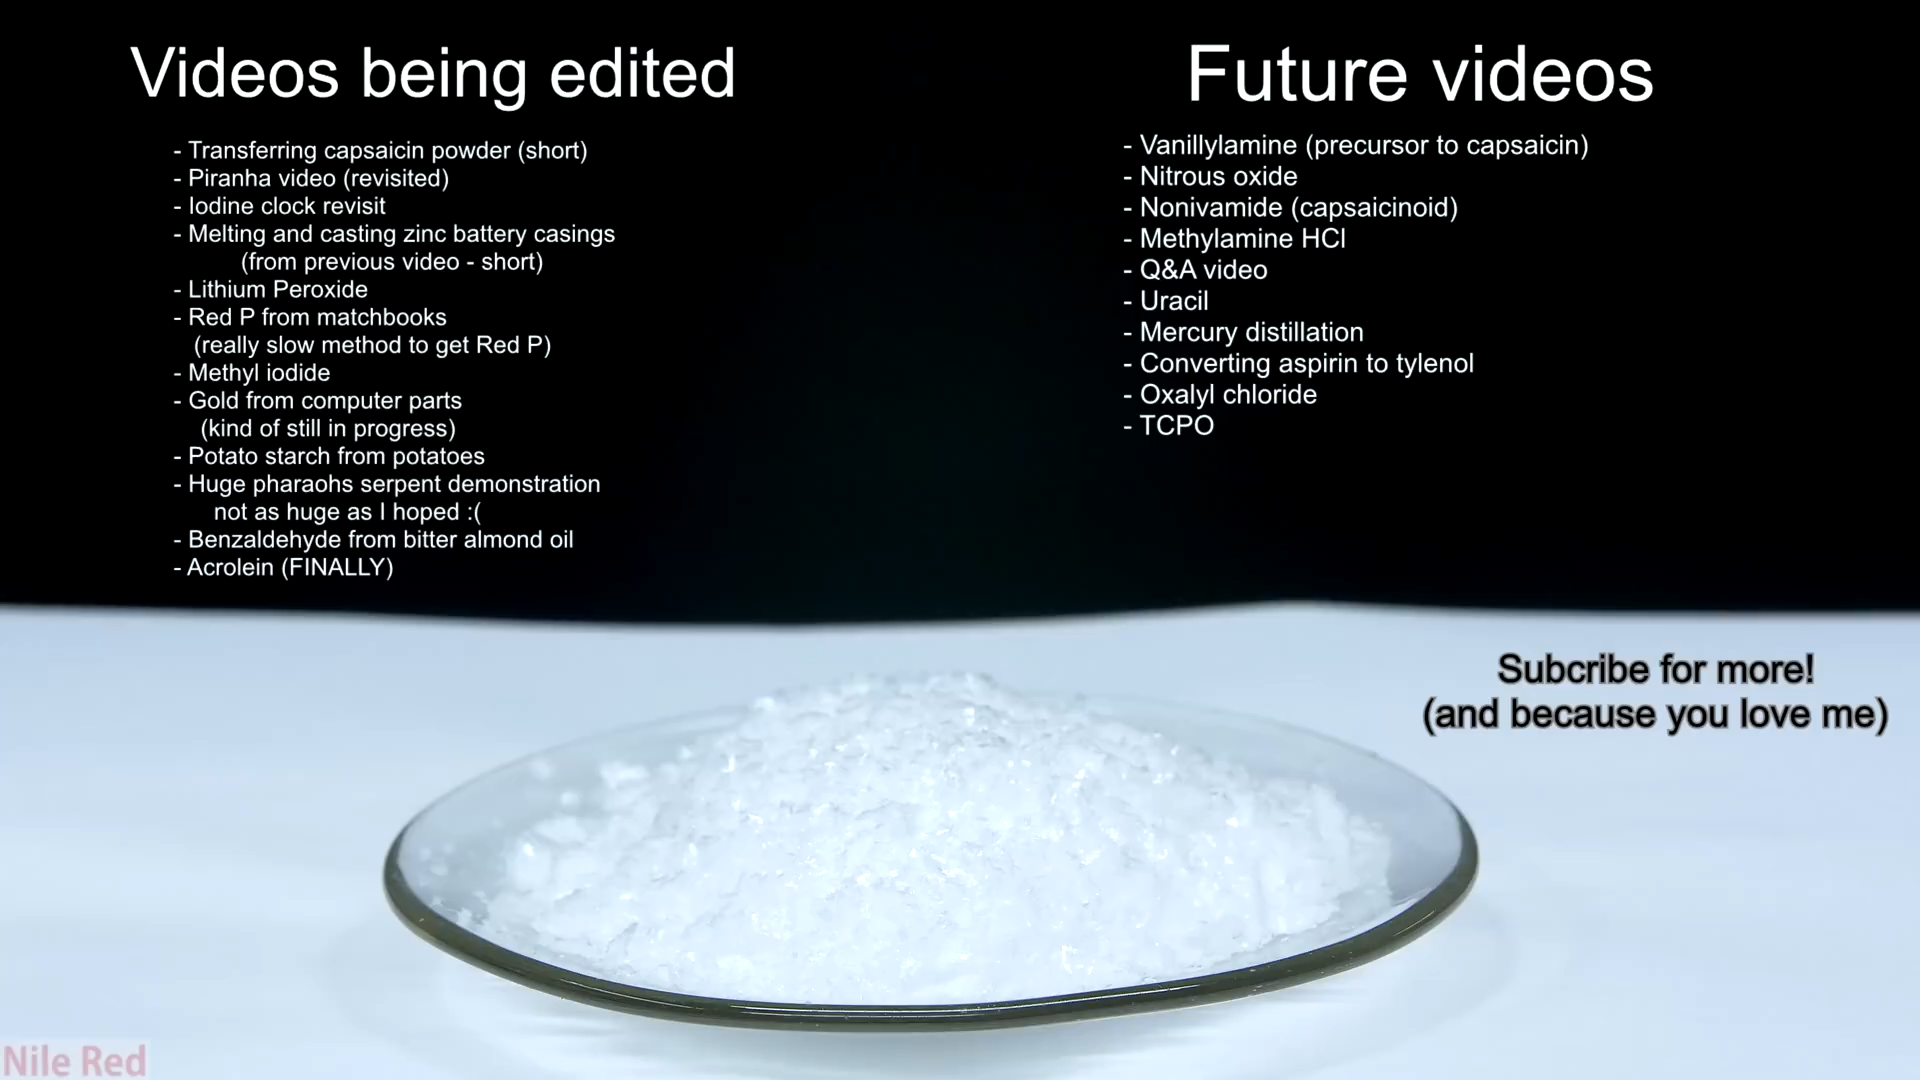 Videos being edited
- Transferring capsaicin powder (short)
- Piranha video (revisited)
- Iodine clock revisit
- Melting and casting zinc battery casings
(from previous video - short)
- Lithium Peroxide
- Red P from matchbooks
(really slow method to get Red P)
- Methyl iodide
- Gold from computer parts
(kind of still in progress)
- Potato starch from potatoes
- Huge pharaohs serpent demonstration
not as huge as I hoped :(
- Benzaldehyde from bitter almond oil
- Acrolein (FINALLY)
Future videos
- Vanillylamine (precursor to capsaicin)
- Nitrous oxide
- Nonivamide (capsaicinoid)
- Methylamine HCl
- Q&A video
- Uracil
- Mercury distillation
- Converting aspirin to tylenol
- Oxalyl chloride
- TCPO
Subcribe for more!
(and because you love me)
Nile Red